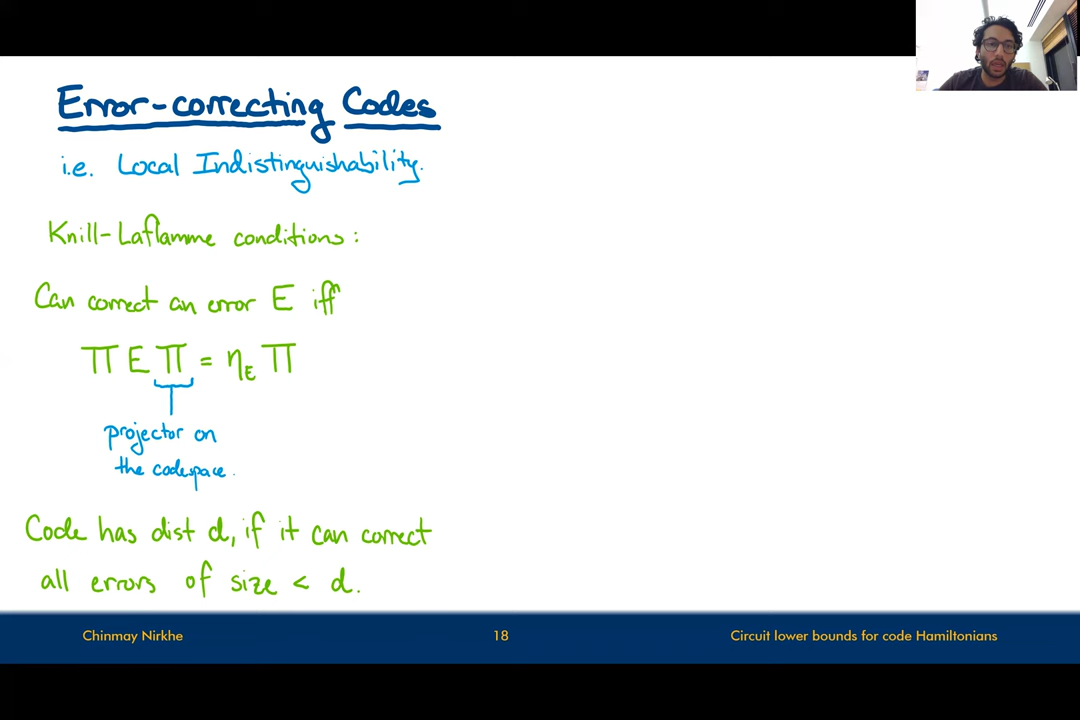 Error-correcting Codes
i.e. Local Indistinguishability.
Knill-Laflamme conditions:
Can correct an error E iff
Π E Π = η_E Π
projector on
the codespace.
Code has dist d, if it can correct
all errors of size < d.
Chinmay Nirkhe
18
Circuit lower bounds for code Hamiltonians